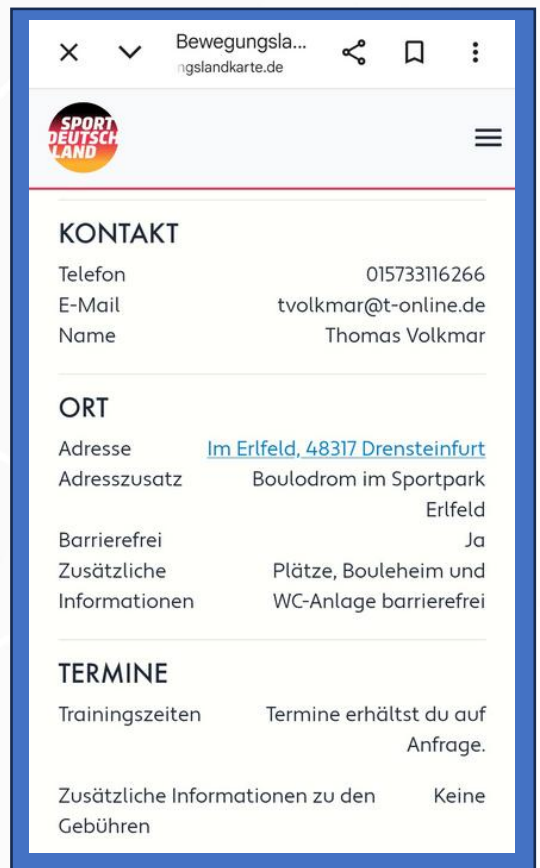 Bewegungsla...
ngslandkarte.de
SPORT
DEUTSCH
LAND
KONTAKT
Telefon 015733116266
E-Mail tvolkmar@t-online.de
Name Thomas Volkmar
ORT
Adresse Im Erlfeld, 48317 Drensteinfurt
Adresszusatz Boulodrom im Sportpark
Erlfeld
Barrierefrei Ja
Zusätzliche Plätze, Bouleheim und
Informationen WC-Anlage barrierefrei
TERMINE
Trainingszeiten Termine erhältst du auf
Anfrage.
Zusätzliche Informationen zu den Keine
Gebühren